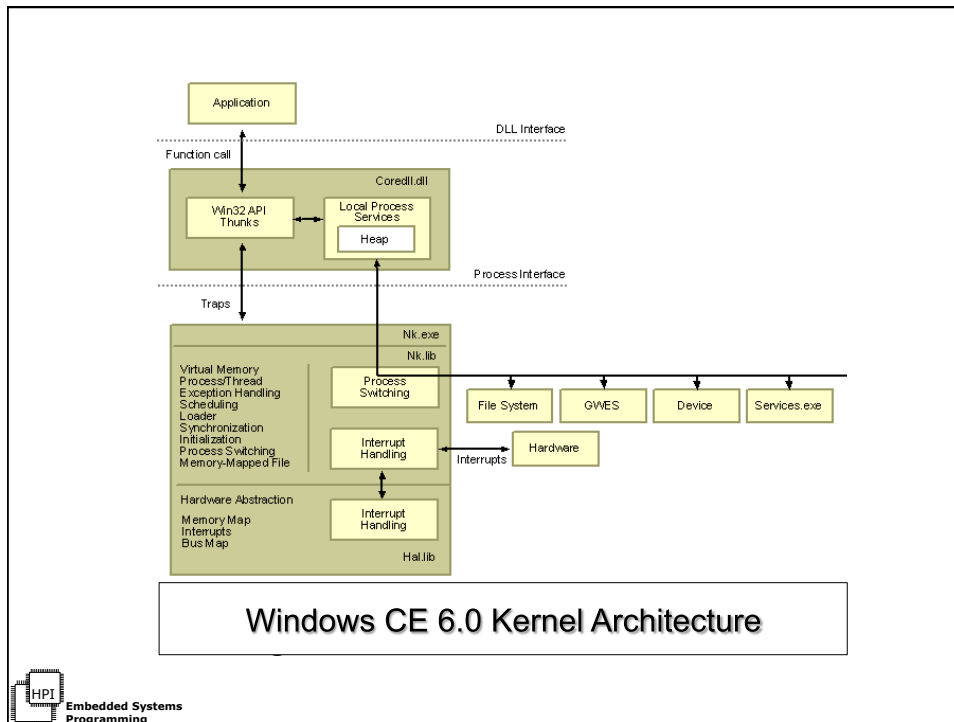 Application
DLL Interface
Function call
Coredll.dll
Win32 API
Thunks
Local Process
Services
Heap
Process Interface
Traps
Nk.exe
Nk.lib
Virtual Memory
Process/Thread
Exception Handling
Scheduling
Loader
Synchronization
Initialization
Process Switching
Memory-Mapped File
Process
Switching
File System
GWES
Device
Services.exe
Interrupt
Handling
Interrupts
Hardware
Hardware Abstraction
Memory Map
Interrupts
Bus Map
Interrupt
Handling
Hal.lib
Windows CE 6.0 Kernel Architecture
HPI
Embedded Systems
Programming